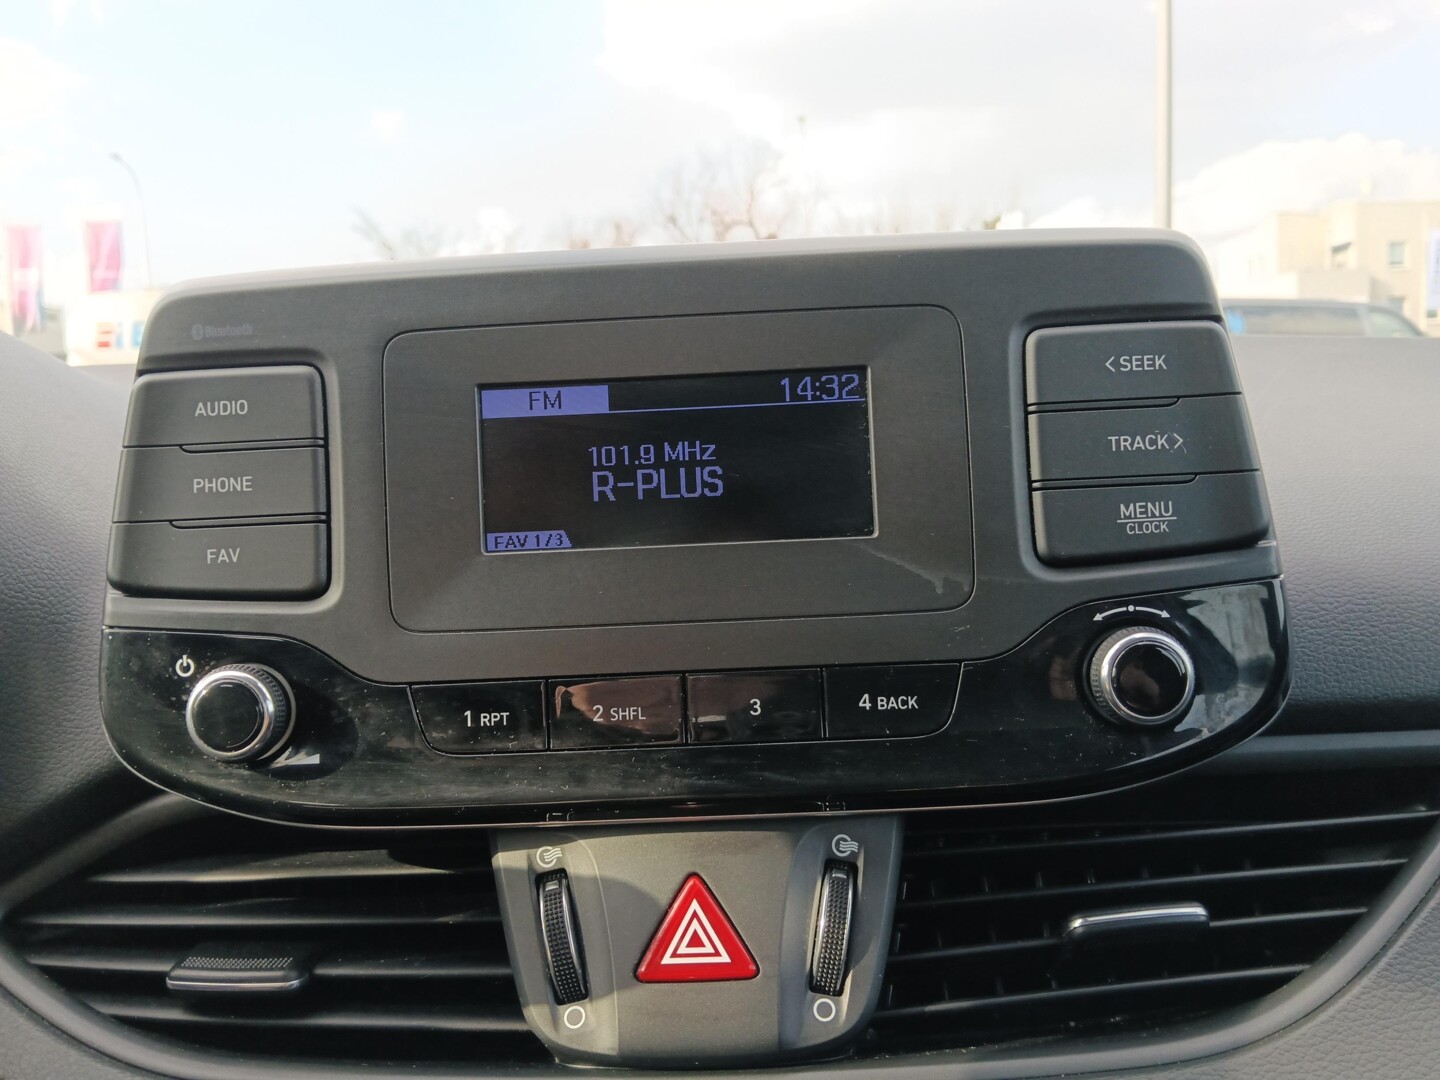 Bluetooth
AUDIO
PHONE
FAV
FM
14:32
101.9 MHz
R-PLUS
FAV 1/3
<SEEK
TRACK>
MENU
CLOCK
1 RPT
2 SHFL
3
4 BACK